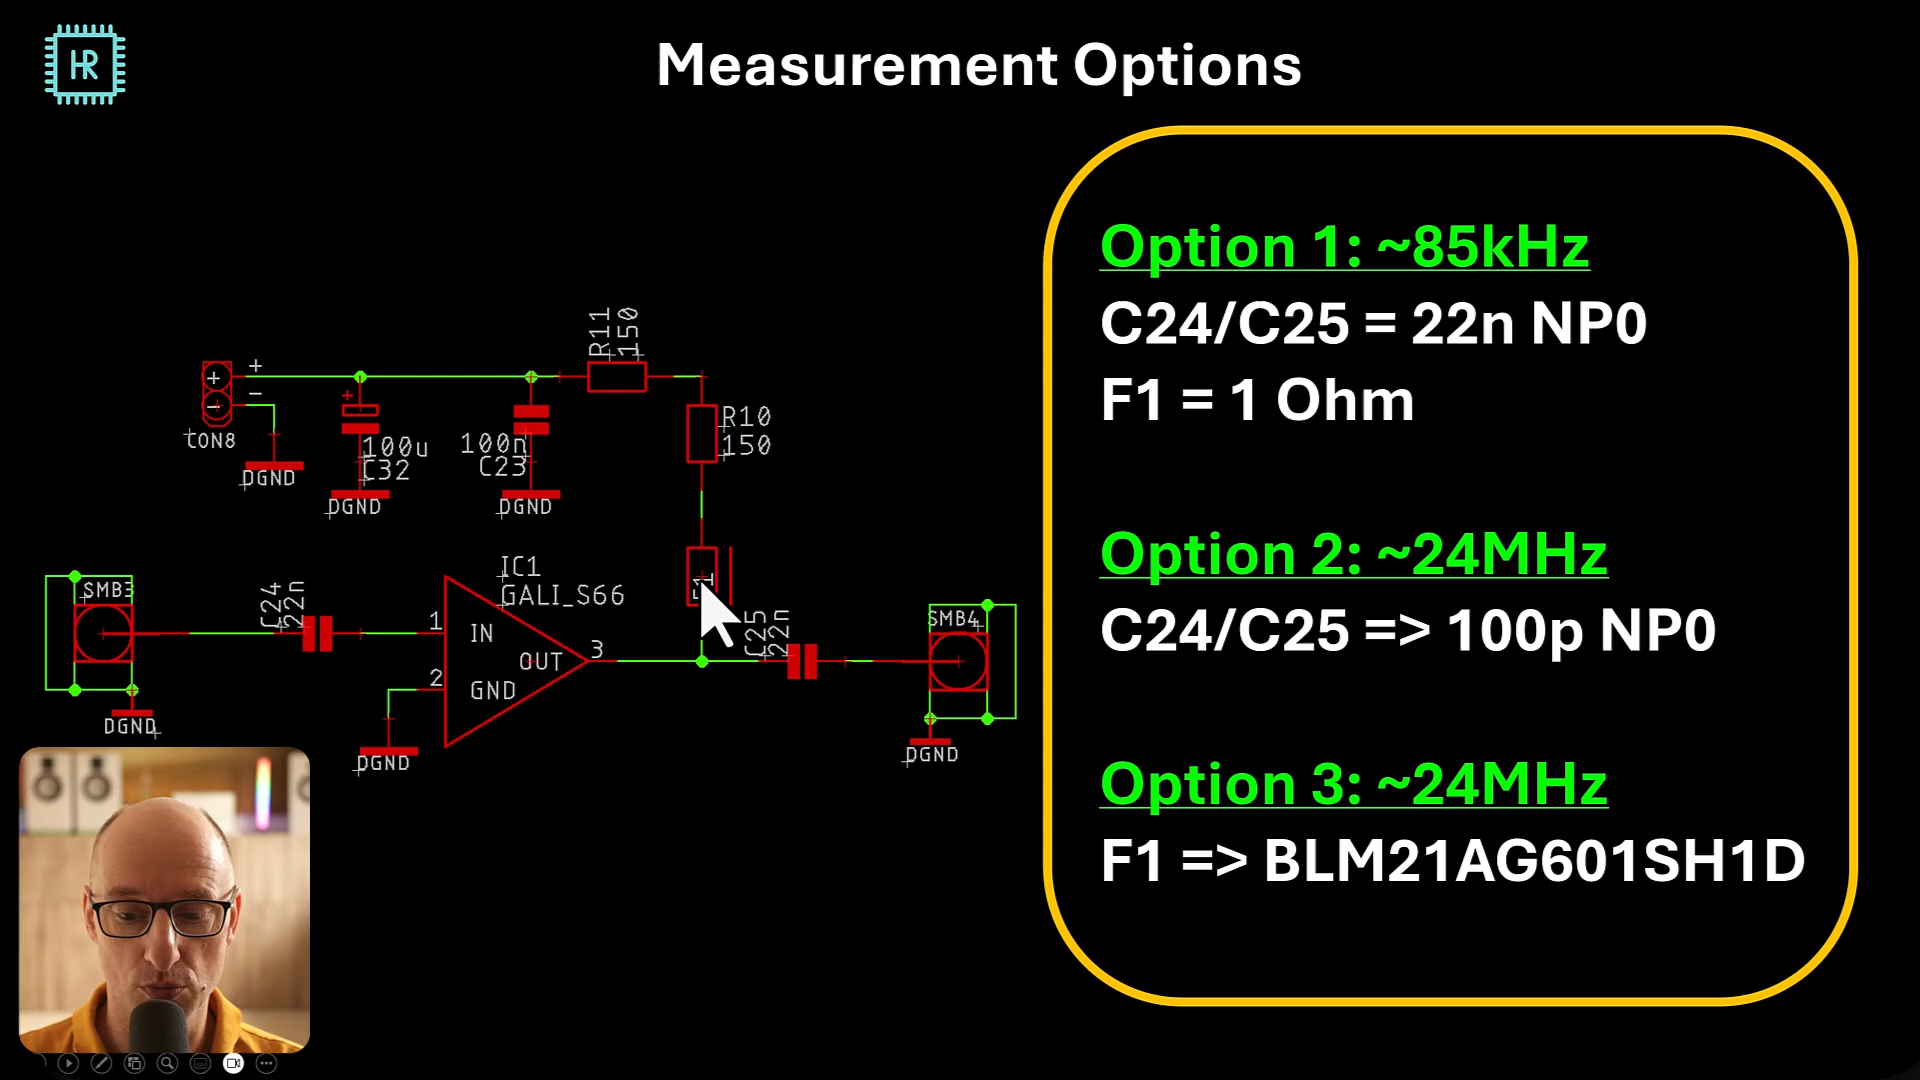 HR
Measurement Options
Option 1: ~85kHz
C24/C25 = 22n NP0
F1 = 1 Ohm
Option 2: ~24MHz
C24/C25 => 100p NP0
Option 3: ~24MHz
F1 => BLM21AG601SH1D
R11
150
+
+
−
−
CON8
DGND
+
100u
C32
DGND
100n
C23
DGND
R10
150
IC1
GALI_S66
SMB3
C24
22n
1
IN
OUT
3
2
GND
DGND
DGND
C25
22n
SMB4
DGND